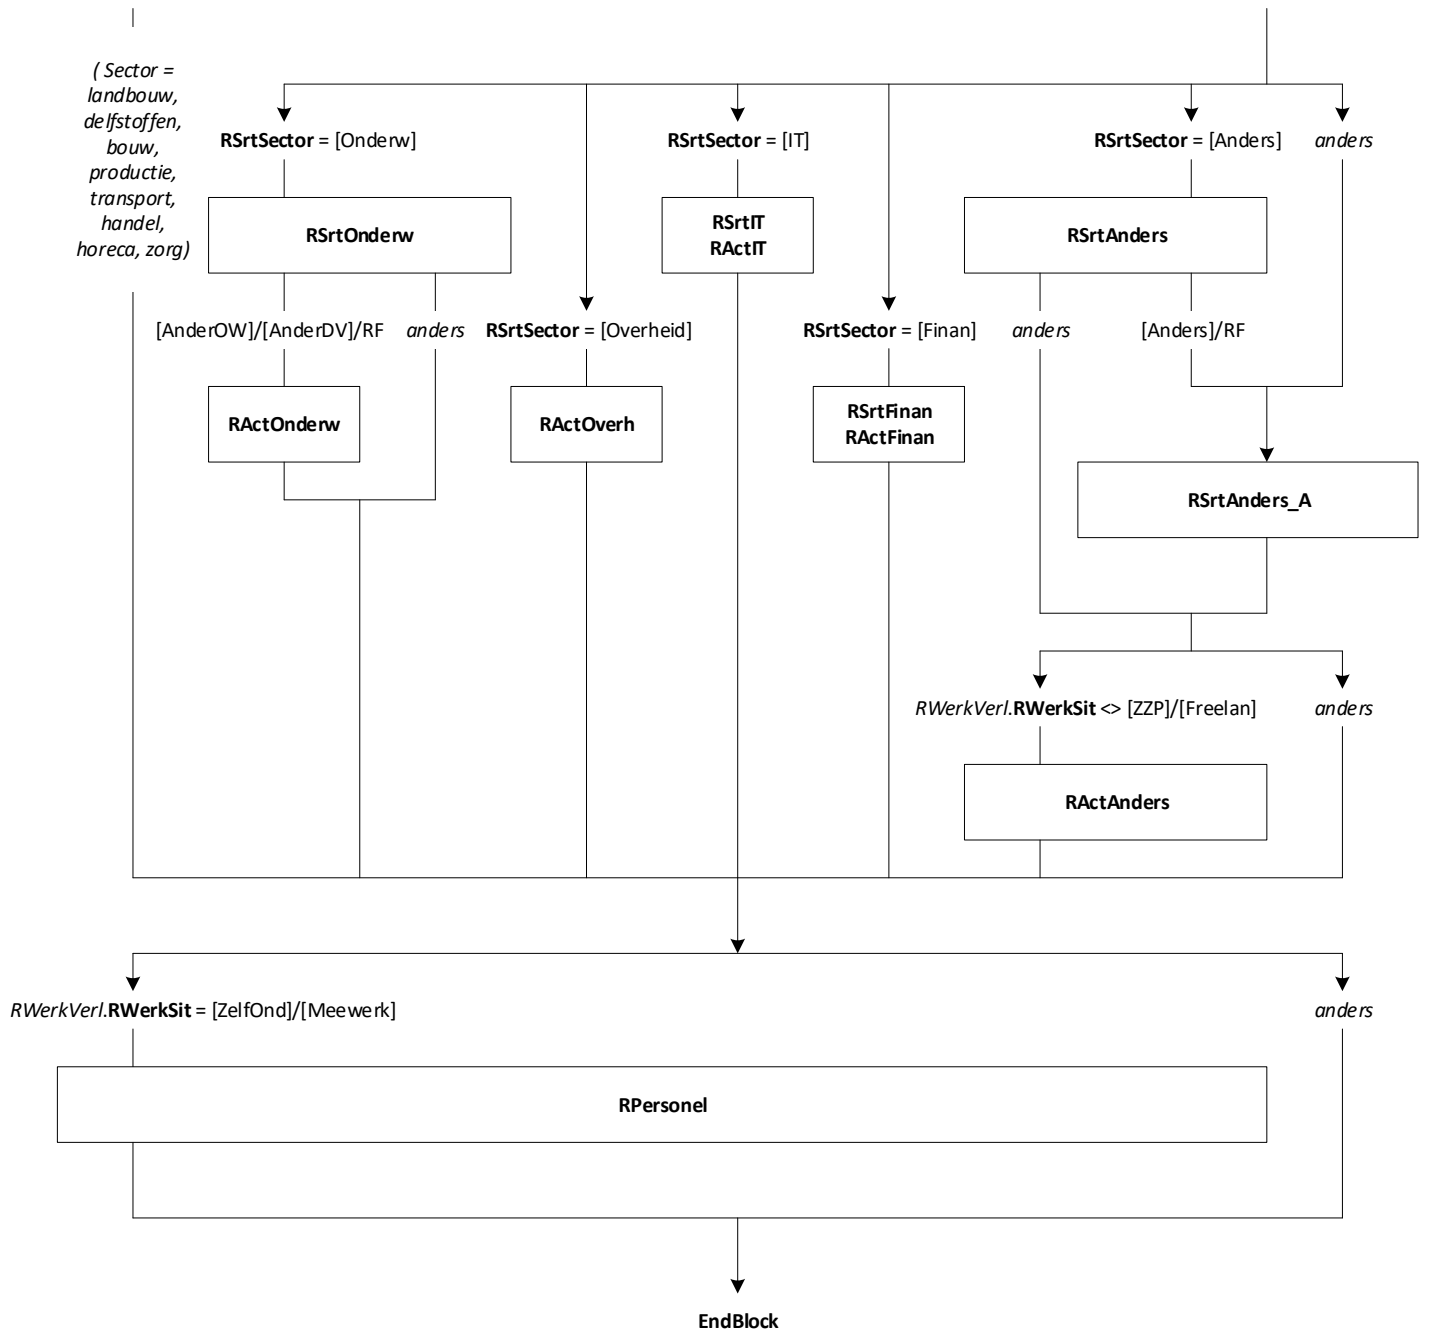 ( Sector =
landbouw,
delfstoffen,
bouw,
productie,
transport,
handel,
horeca, zorg)
RSrtSector = [Onderw]
RSrtSector = [IT]
RSrtSector = [Anders]
anders
RSrtOnderw
RSrtIT
RActIT
RSrtAnders
[AnderOW]/[AnderDV]/RF
anders
RSrtSector = [Overheid]
RSrtSector = [Finan]
anders
[Anders]/RF
RActOnderw
RActOverh
RSrtFinan
RActFinan
RSrtAnders_A
RWerkVerl.RWerkSit <> [ZZP]/[Freelan]
anders
RActAnders
RWerkVerl.RWerkSit = [ZelfOnd]/[Meewerk]
anders
RPersonel
EndBlock